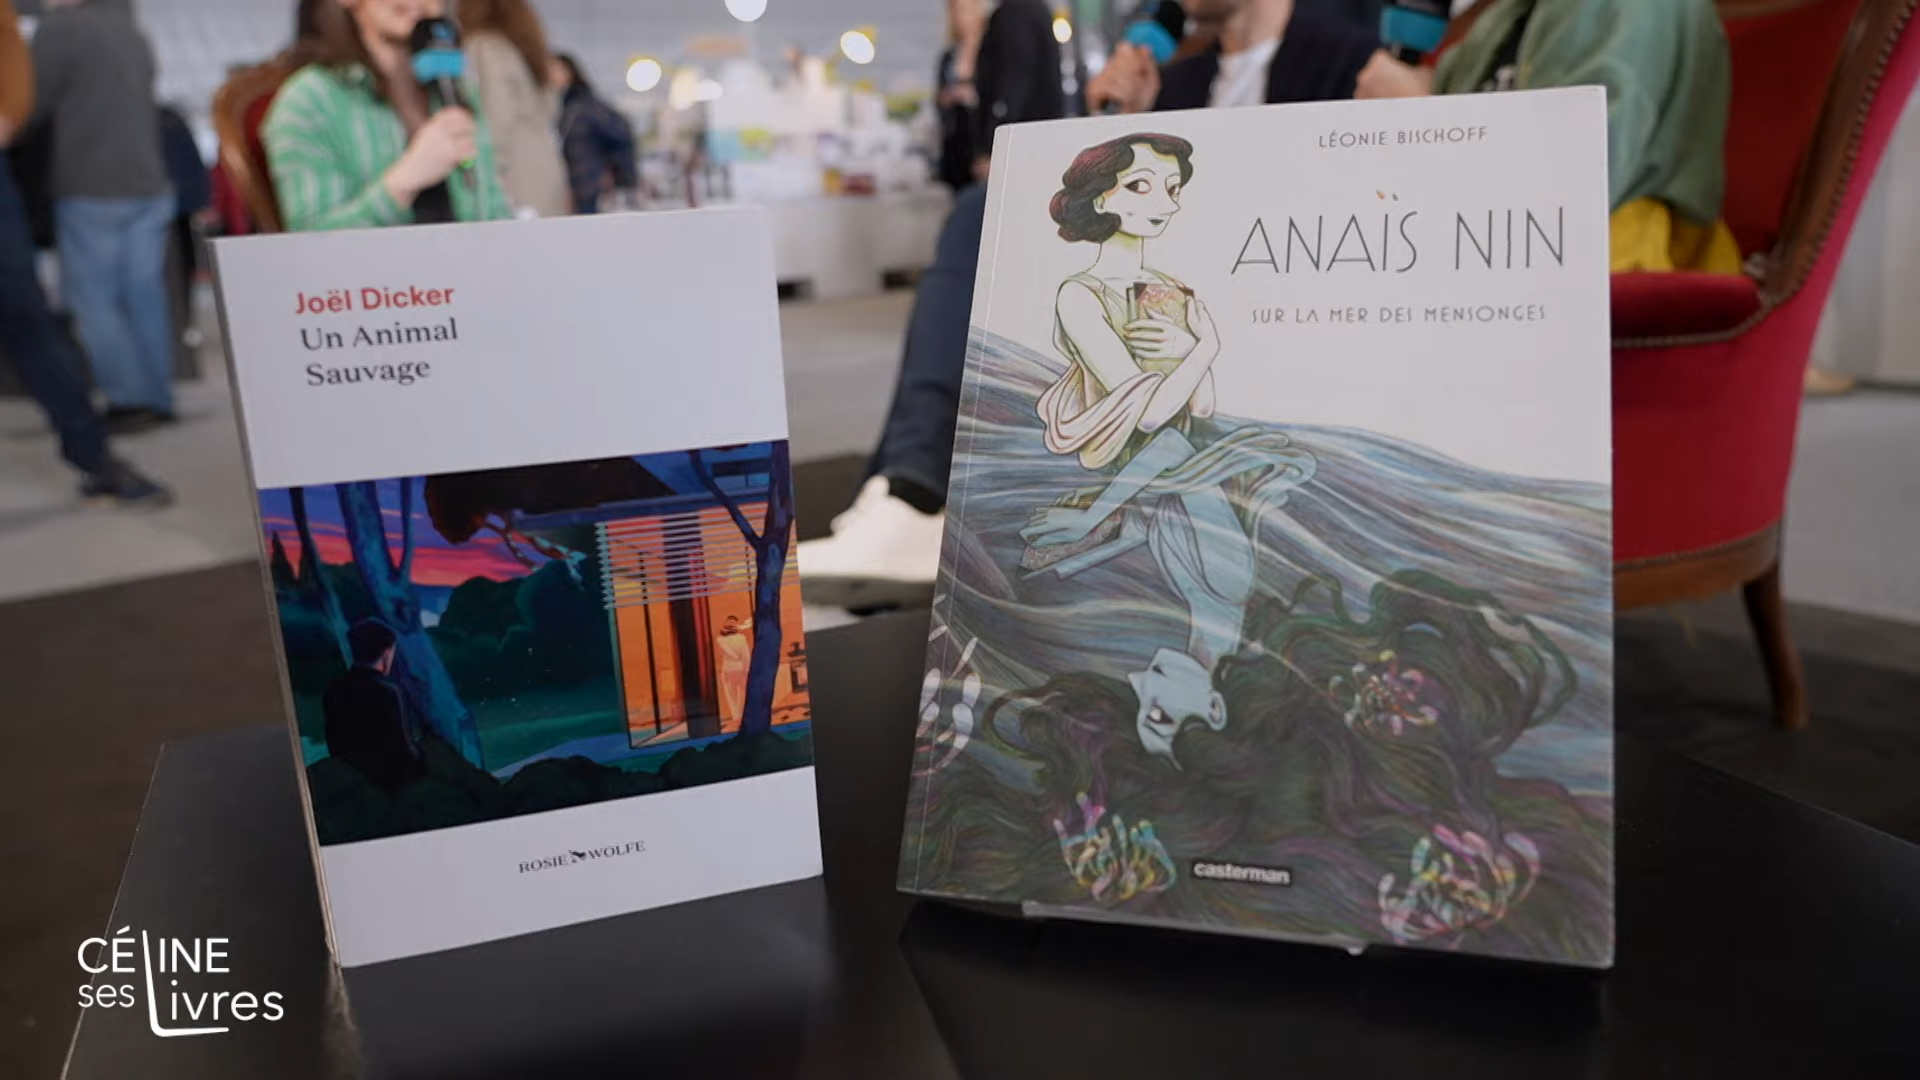 Joël Dicker
Un Animal
Sauvage
ROSIE WOLFE
LÉONIE BISCHOFF
ANAÏS NIN
SUR LA MER DES MENSONGES
casterman
CÉLINE
ses Livres